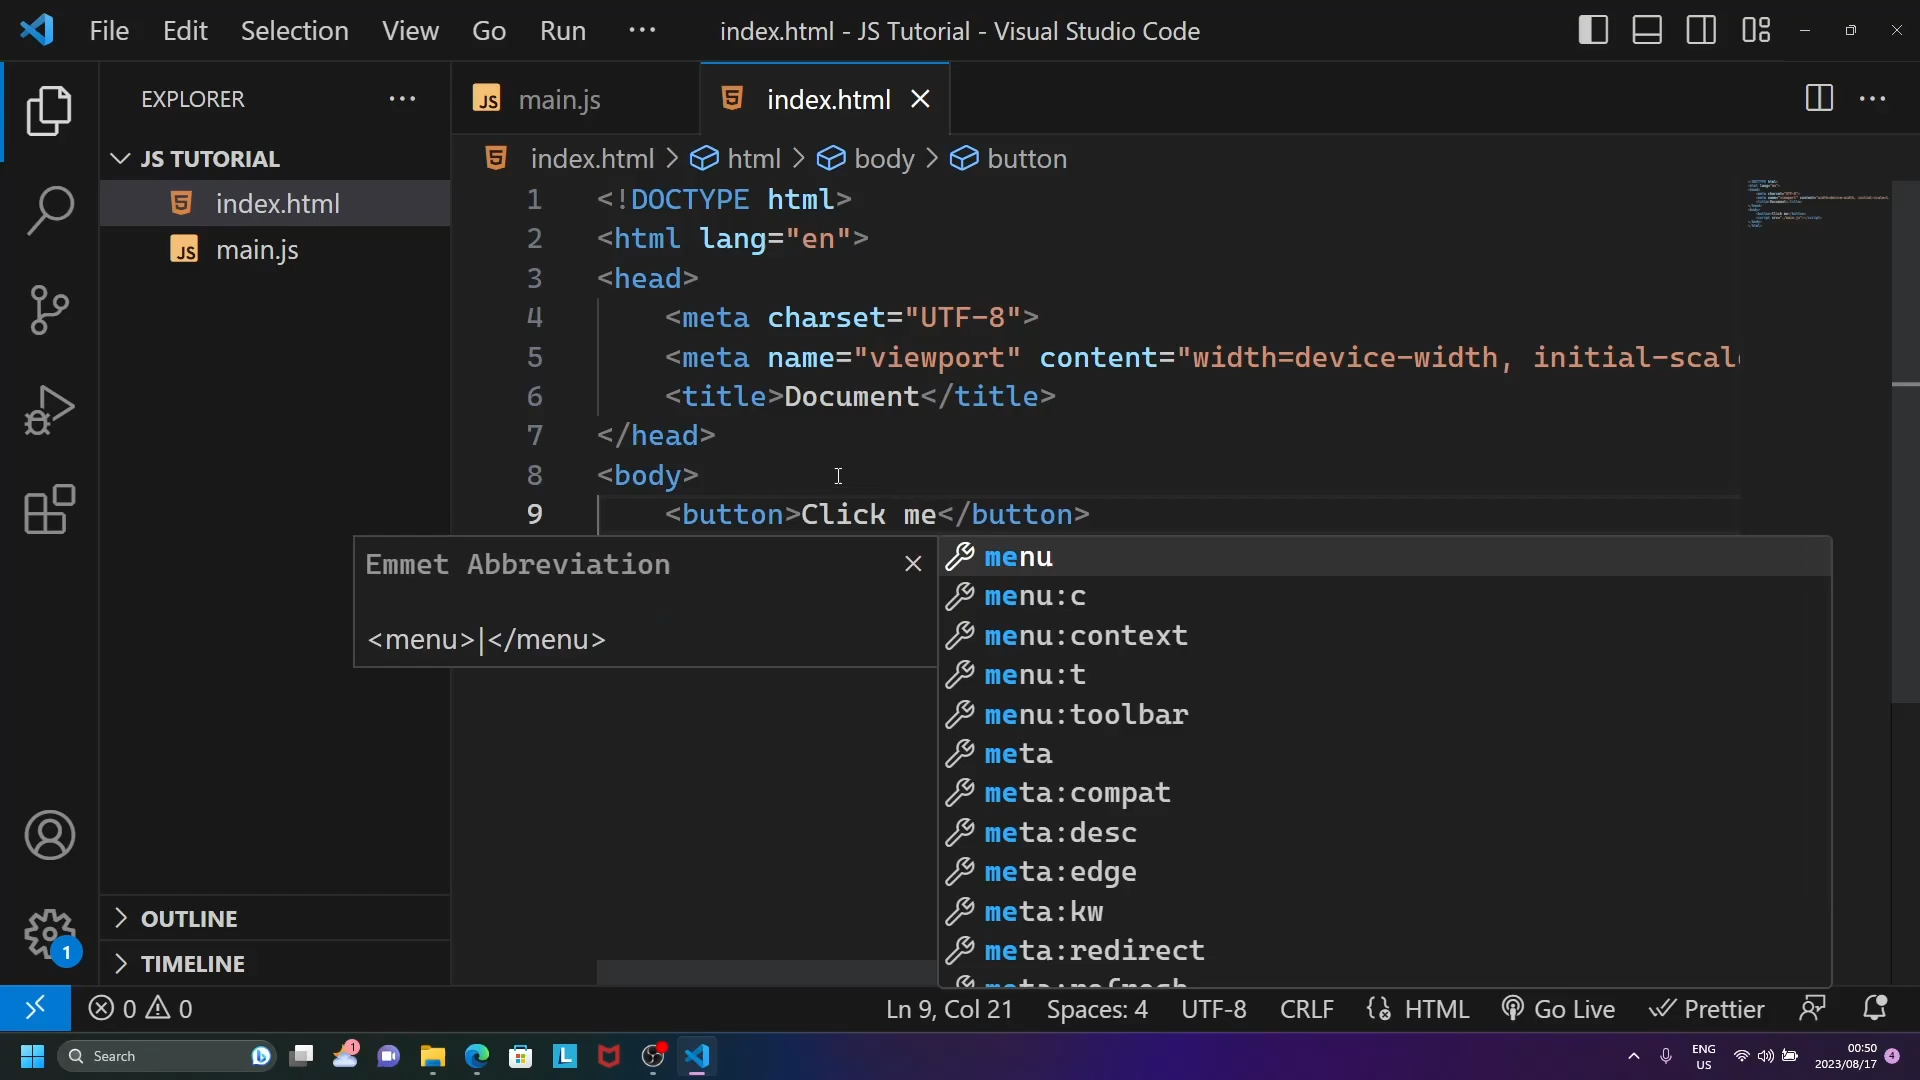 File Edit Selection View Go Run ··· index.html - JS Tutorial - Visual Studio Code
EXPLORER
JS TUTORIAL
index.html
main.js
OUTLINE
TIMELINE
main.js
index.html
index.html > html > body > button
1 <!DOCTYPE html>
2 <html lang="en">
3 <head>
4 <meta charset="UTF-8">
5 <meta name="viewport" content="width=device-width, initial-scal
6 <title>Document</title>
7 </head>
8 <body>
9 <button>Click me</button>
Emmet Abbreviation
<menu>|</menu>
menu
menu:c
menu:context
menu:t
menu:toolbar
meta
meta:compat
meta:desc
meta:edge
meta:kw
meta:redirect
meta:refresh
1
0 0 Ln 9, Col 21 Spaces: 4 UTF-8 CRLF HTML Go Live Prettier
Search 1 ENG US 00:50 2023/08/17 4